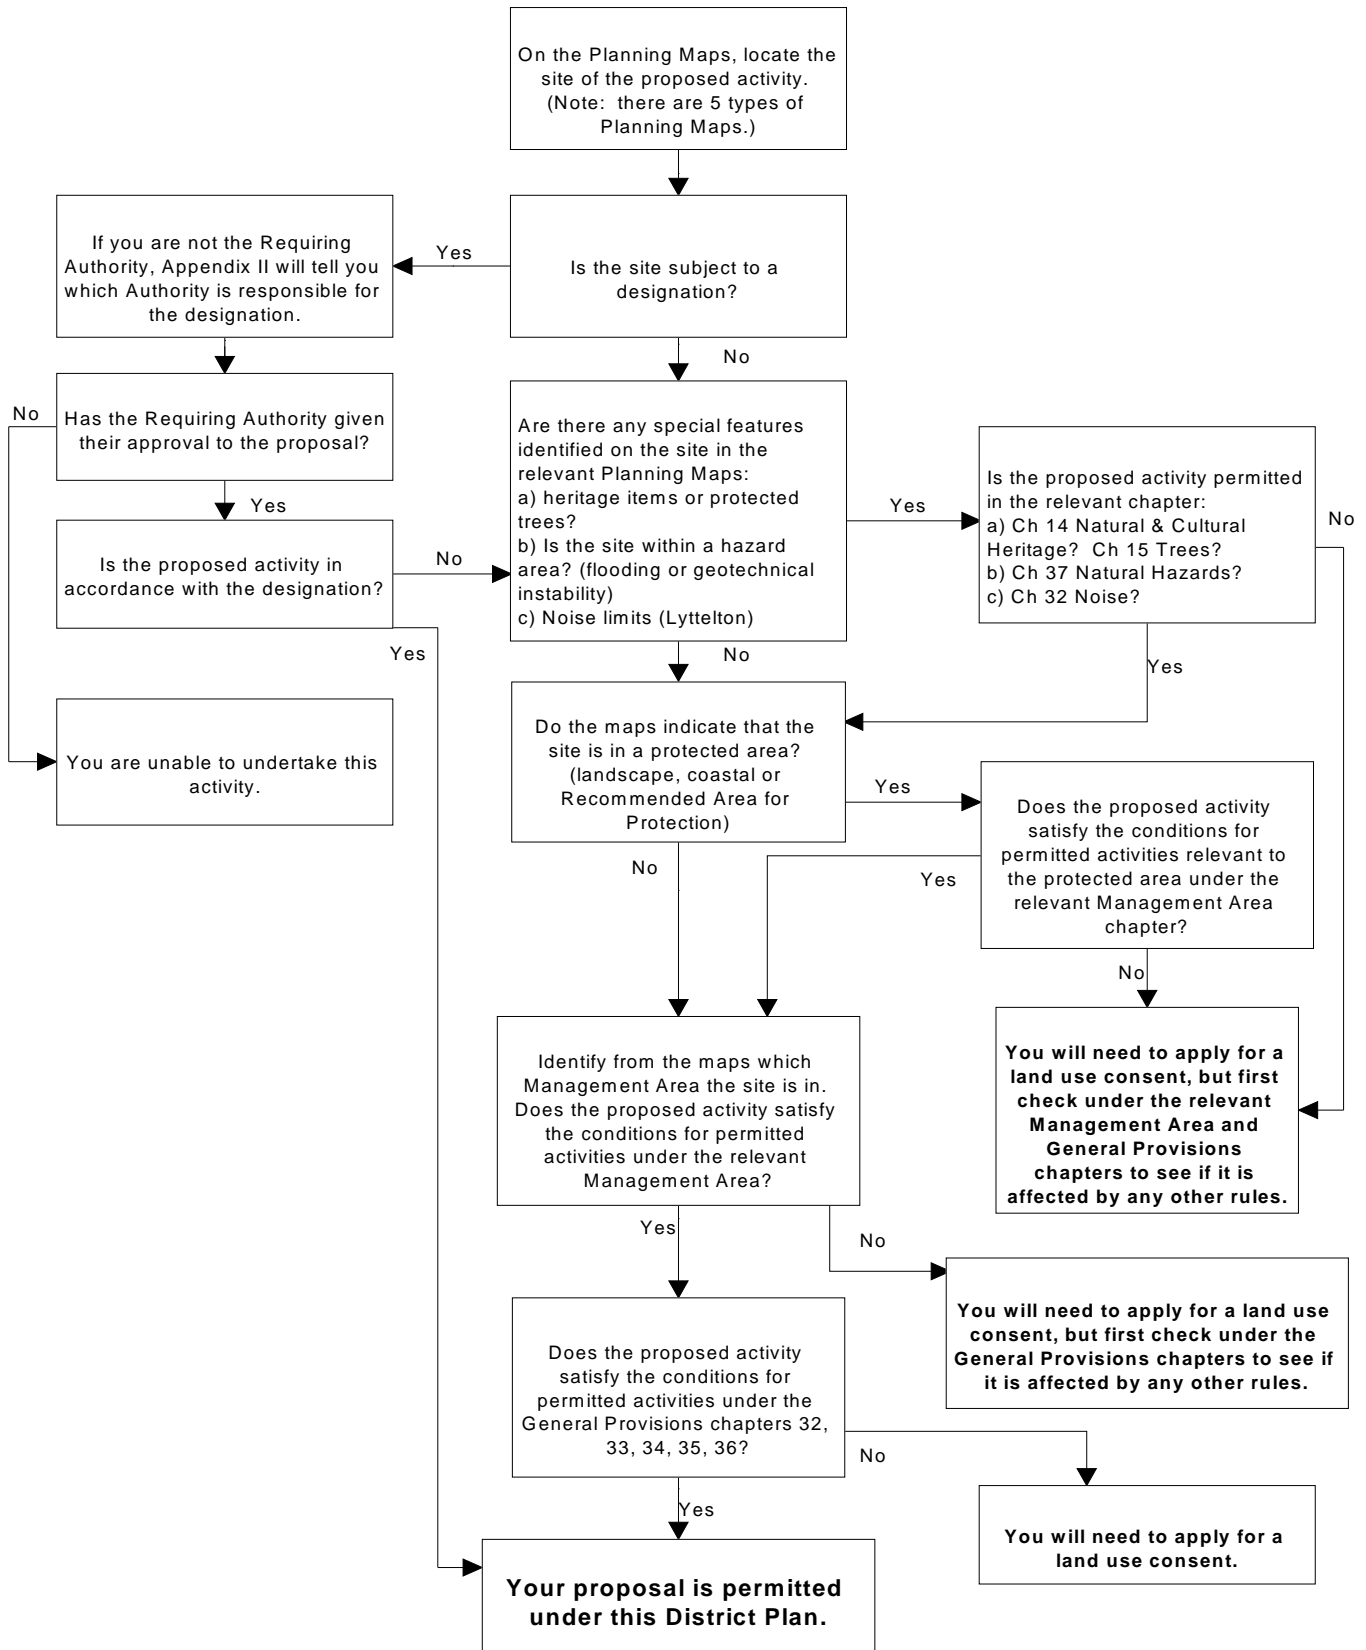 On the Planning Maps, locate the
site of the proposed activity.
(Note:  there are 5 types of
Planning Maps.)
If you are not the Requiring
Authority, Appendix II will tell you
which Authority is responsible for
the designation.
Yes
Is the site subject to a
designation?
No
No
Has the Requiring Authority given
their approval to the proposal?
Yes
Are there any special features
identified on the site in the
relevant Planning Maps:
a) heritage items or protected
trees?
b) Is the site within a hazard
area? (flooding or geotechnical
instability)
c) Noise limits (Lyttelton)
Yes
Is the proposed activity permitted
in the relevant chapter:
a) Ch 14 Natural & Cultural
Heritage?  Ch 15 Trees?
b) Ch 37 Natural Hazards?
c) Ch 32 Noise?
No
Is the proposed activity in
accordance with the designation?
No
Yes
No
Yes
You are unable to undertake this
activity.
Do the maps indicate that the
site is in a protected area?
(landscape, coastal or
Recommended Area for
Protection)
Yes
Does the proposed activity
satisfy the conditions for
permitted activities relevant to
the protected area under the
relevant Management Area
chapter?
No
Yes
No
Identify from the maps which
Management Area the site is in.
Does the proposed activity satisfy
the conditions for permitted
activities under the relevant
Management Area?
You will need to apply for a
land use consent, but first
check under the relevant
Management Area and
General Provisions
chapters to see if it is
affected by any other rules.
Yes
No
You will need to apply for a land use
consent, but first check under the
General Provisions chapters to see if
it is affected by any other rules.
Does the proposed activity
satisfy the conditions for
permitted activities under the
General Provisions chapters 32,
33, 34, 35, 36?
No
Yes
You will need to apply for a
land use consent.
Your proposal is permitted
under this District Plan.